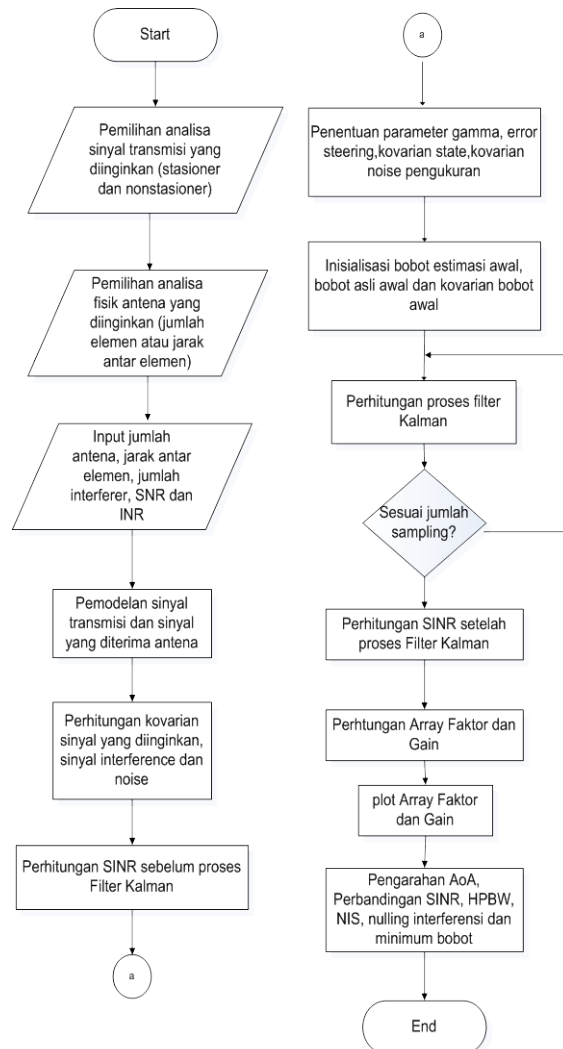 Start
Pemilihan analisa
sinyal transmisi yang
diinginkan (stasioner
dan nonstasioner)
Pemilihan analisa
fisik antena yang
diinginkan (jumlah
elemen atau jarak
antar elemen)
Input jumlah
antena, jarak antar
elemen, jumlah
interferer, SNR dan
INR
Pemodelan sinyal
transmisi dan sinyal
yang diterima antena
Perhitungan kovarian
sinyal yang diinginkan,
sinyal interference dan
noise
Perhitungan SINR sebelum proses
Filter Kalman
a
a
Penentuan parameter gamma, error
steering,kovarian state,kovarian
noise pengukuran
Inisialisasi bobot estimasi awal,
bobot asli awal dan kovarian bobot
awal
Perhitungan proses filter
Kalman
Sesuai jumlah
sampling?
Perhitungan SINR setelah
proses Filter Kalman
Perhtungan Array Faktor dan
Gain
plot Array Faktor
dan Gain
Pengarahan AoA,
Perbandingan SINR, HPBW,
NIS, nulling interferensi dan
minimum bobot
End